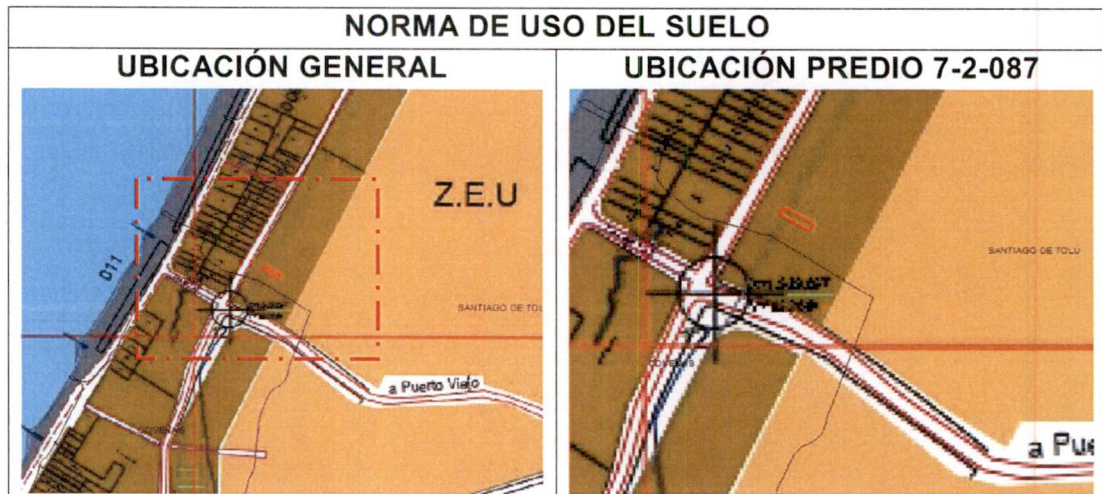 NORMA DE USO DEL SUELO
UBICACIÓN GENERAL
UBICACIÓN PREDIO 7-2-087
Z.E.U
011
SANTIAGO DE TOLÚ
a Puerto Viejo
SANTIAGO DE TOLÚ
a Pue